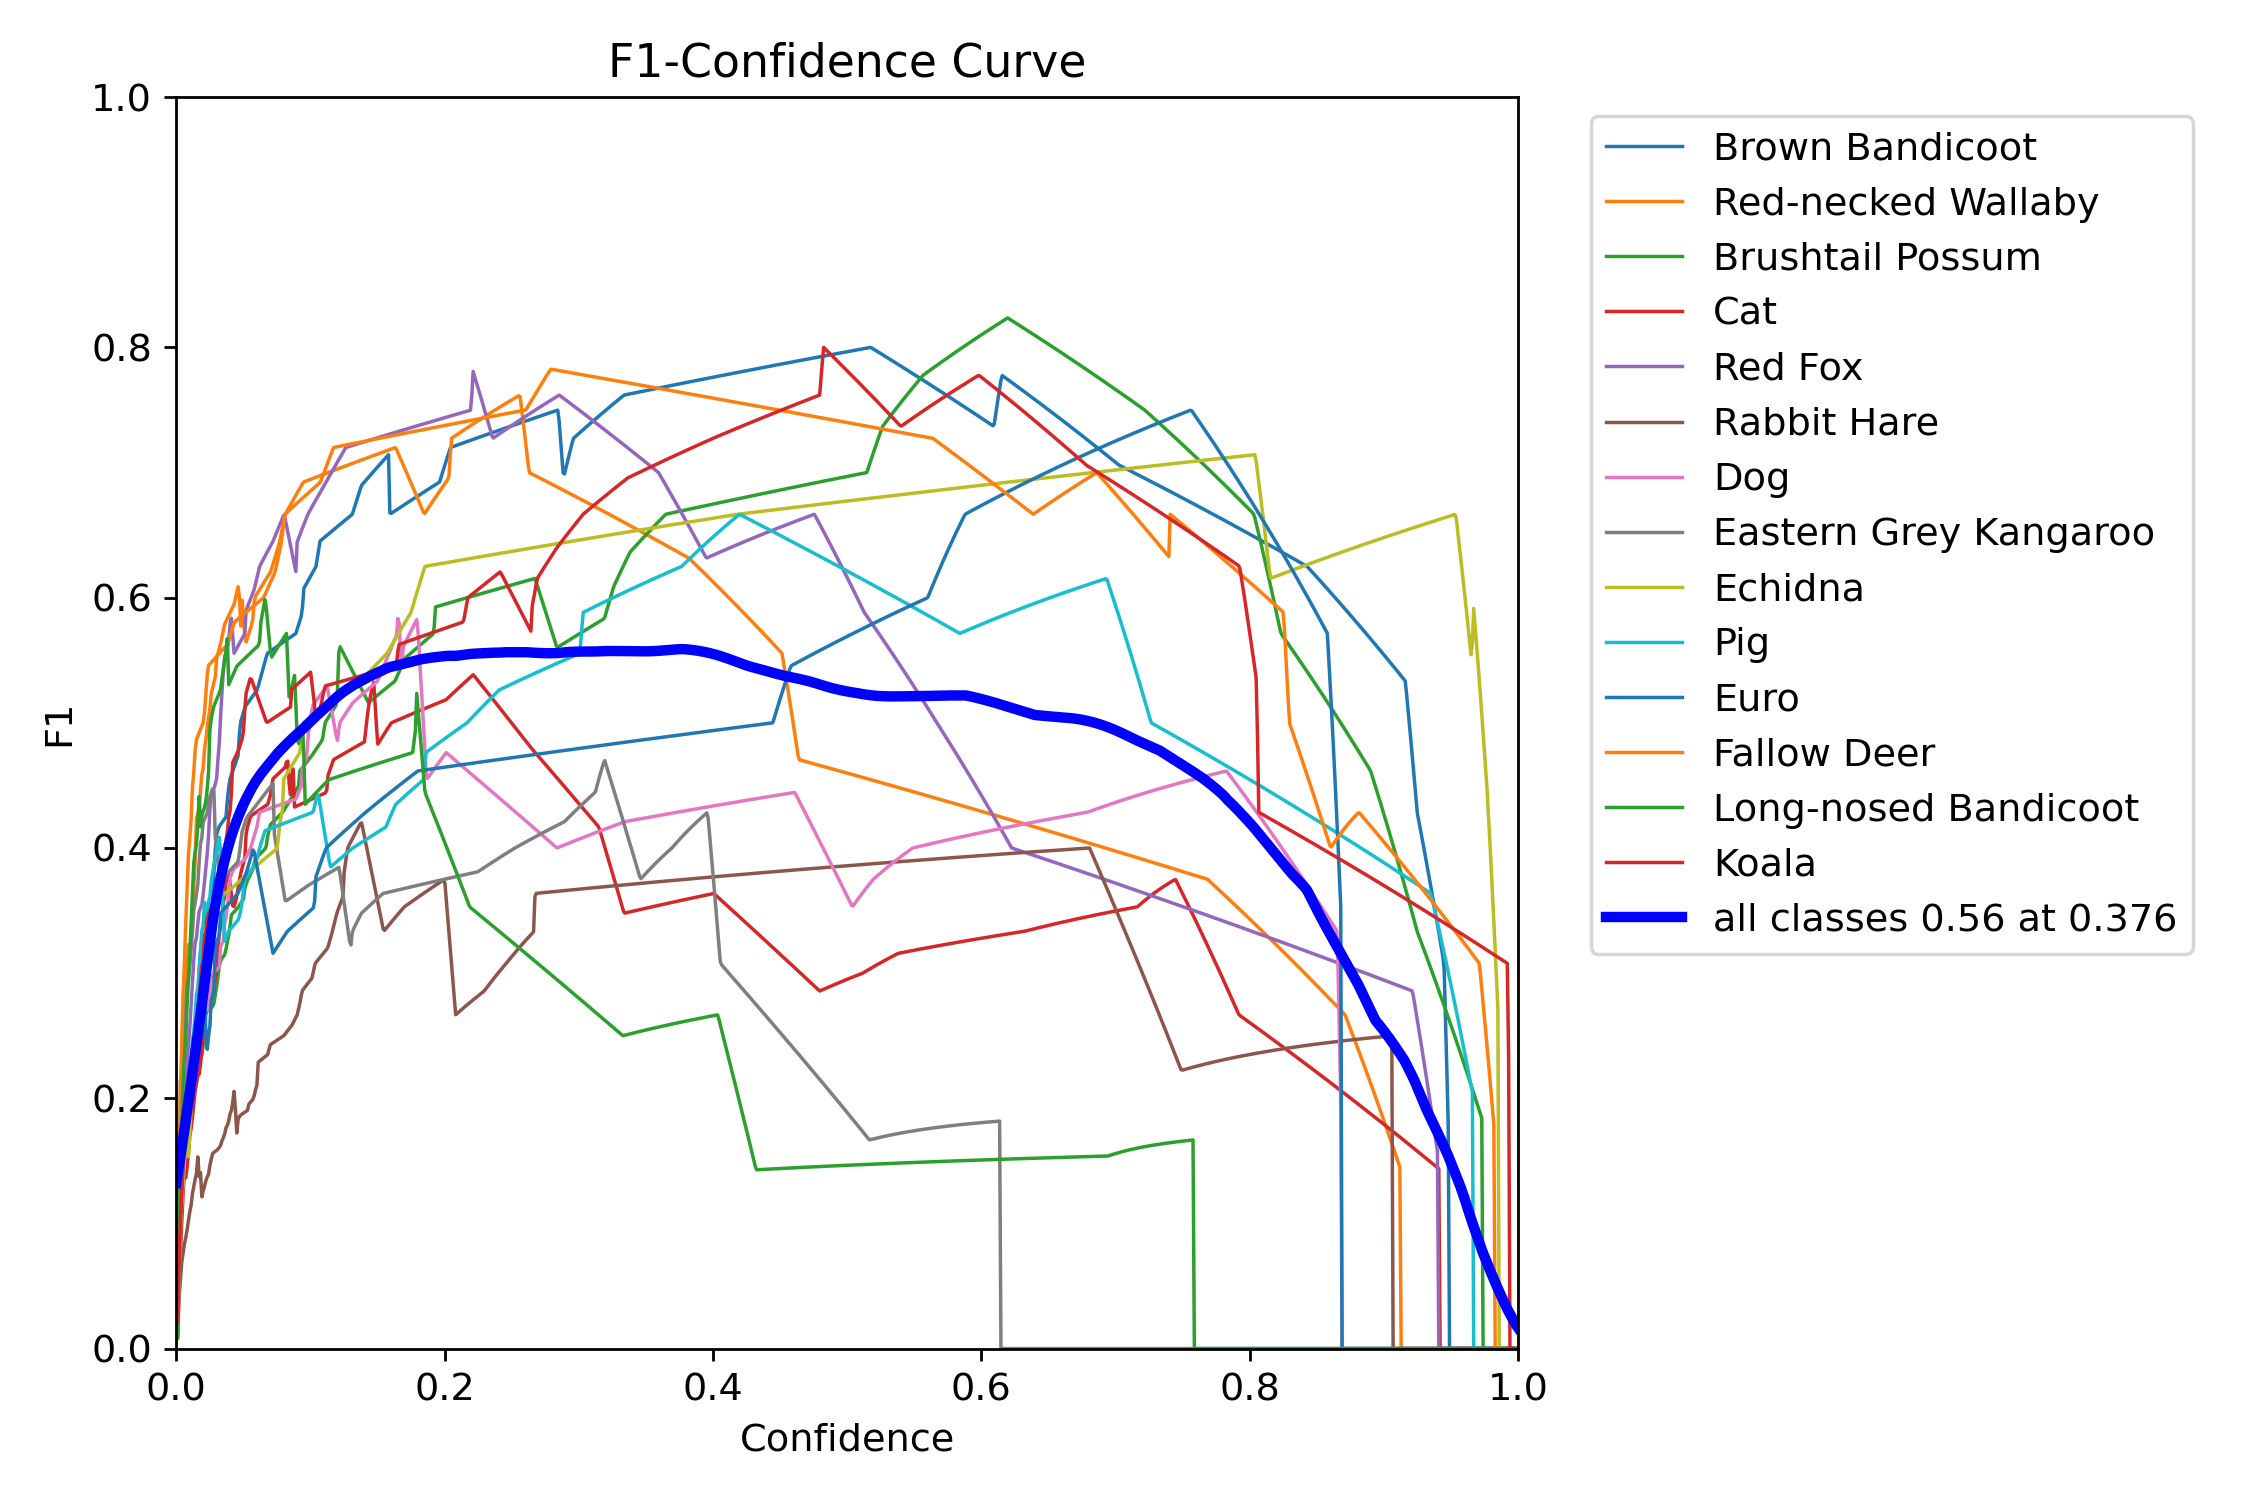 F1-Confidence Curve
1.0
0.8
0.6
0.4
0.2
0.0
F1
0.0 0.2 0.4 0.6 0.8 1.0
Confidence
Brown Bandicoot
Red-necked Wallaby
Brushtail Possum
Cat
Red Fox
Rabbit Hare
Dog
Eastern Grey Kangaroo
Echidna
Pig
Euro
Fallow Deer
Long-nosed Bandicoot
Koala
all classes 0.56 at 0.376